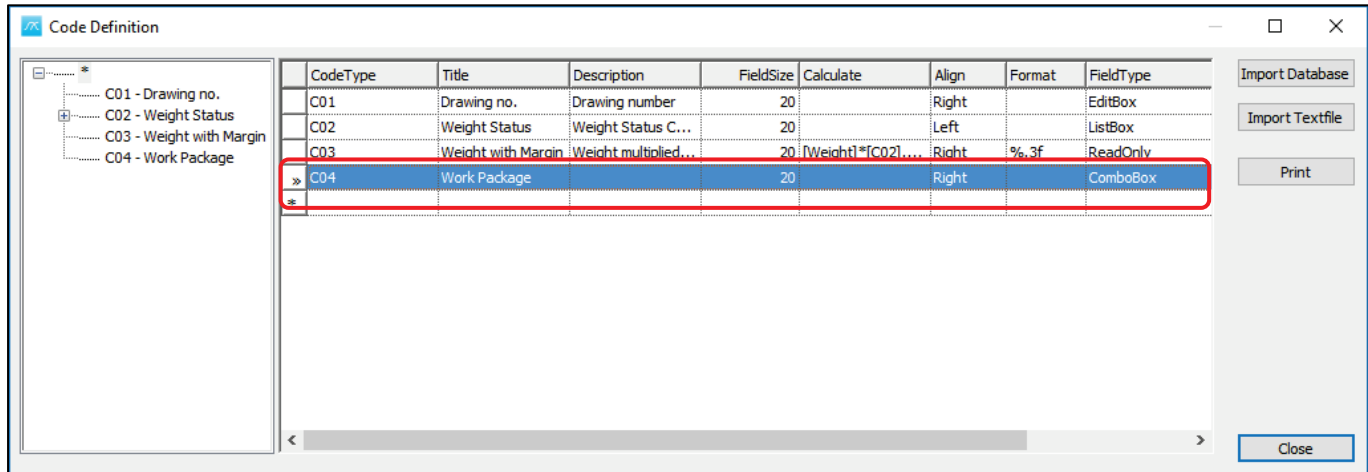 Code Definition
*
C01 - Drawing no.
C02 - Weight Status
C03 - Weight with Margin
C04 - Work Package
CodeType Title Description FieldSize Calculate Align Format FieldType
C01 Drawing no. Drawing number 20 Right EditBox
C02 Weight Status Weight Status C... 20 Left ListBox
C03 Weight with Margin Weight multiplied... 20 [Weight]*[C02].... Right %.3f ReadOnly
» C04 Work Package 20 Right ComboBox
*
Import Database
Import Textfile
Print
Close